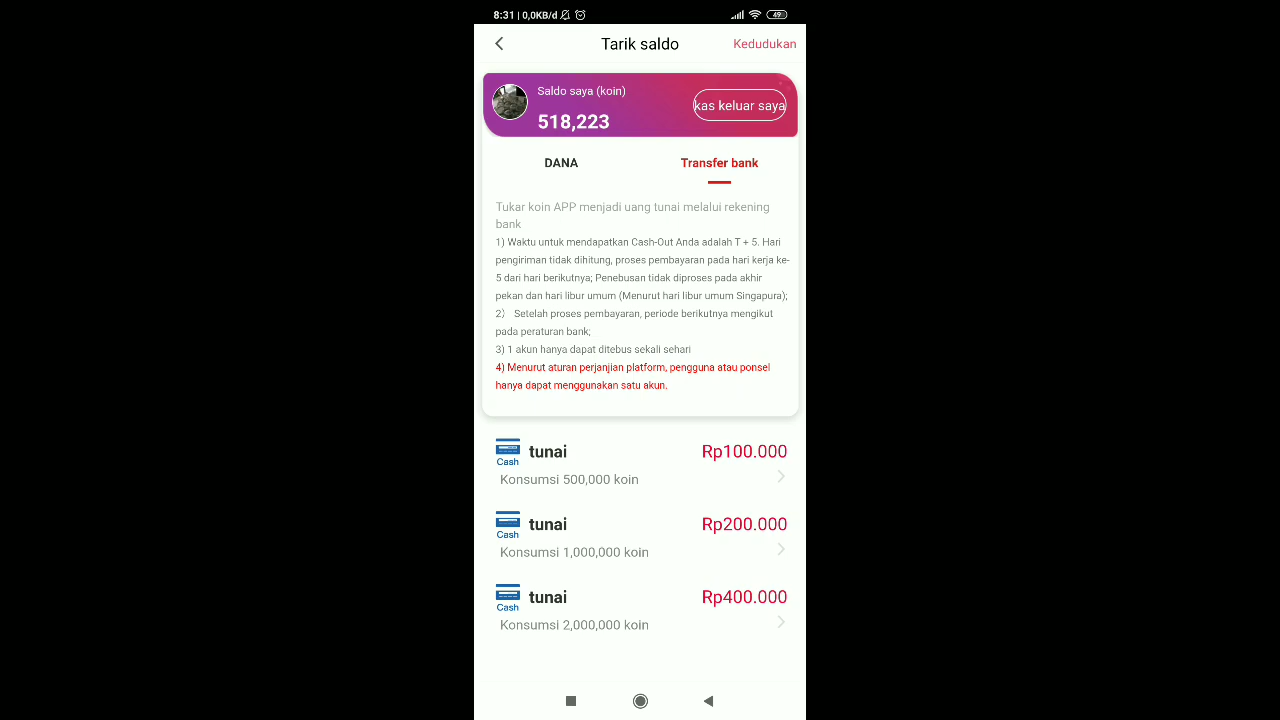 8:31 | 0,0KB/d
49
Tarik saldo
Kedudukan
Saldo saya (koin)
518,223
kas keluar saya
DANA
Transfer bank
Tukar koin APP menjadi uang tunai melalui rekening
bank
1) Waktu untuk mendapatkan Cash-Out Anda adalah T + 5. Hari
pengiriman tidak dihitung, proses pembayaran pada hari kerja ke-
5 dari hari berikutnya; Penebusan tidak diproses pada akhir
pekan dan hari libur umum (Menurut hari libur umum Singapura);
2） Setelah proses pembayaran, periode berikutnya mengikut
pada peraturan bank;
3) 1 akun hanya dapat ditebus sekali sehari
4) Menurut aturan perjanjian platform, pengguna atau ponsel
hanya dapat menggunakan satu akun.
Cash
tunai
Rp100.000
Konsumsi 500,000 koin
Cash
tunai
Rp200.000
Konsumsi 1,000,000 koin
Cash
tunai
Rp400.000
Konsumsi 2,000,000 koin